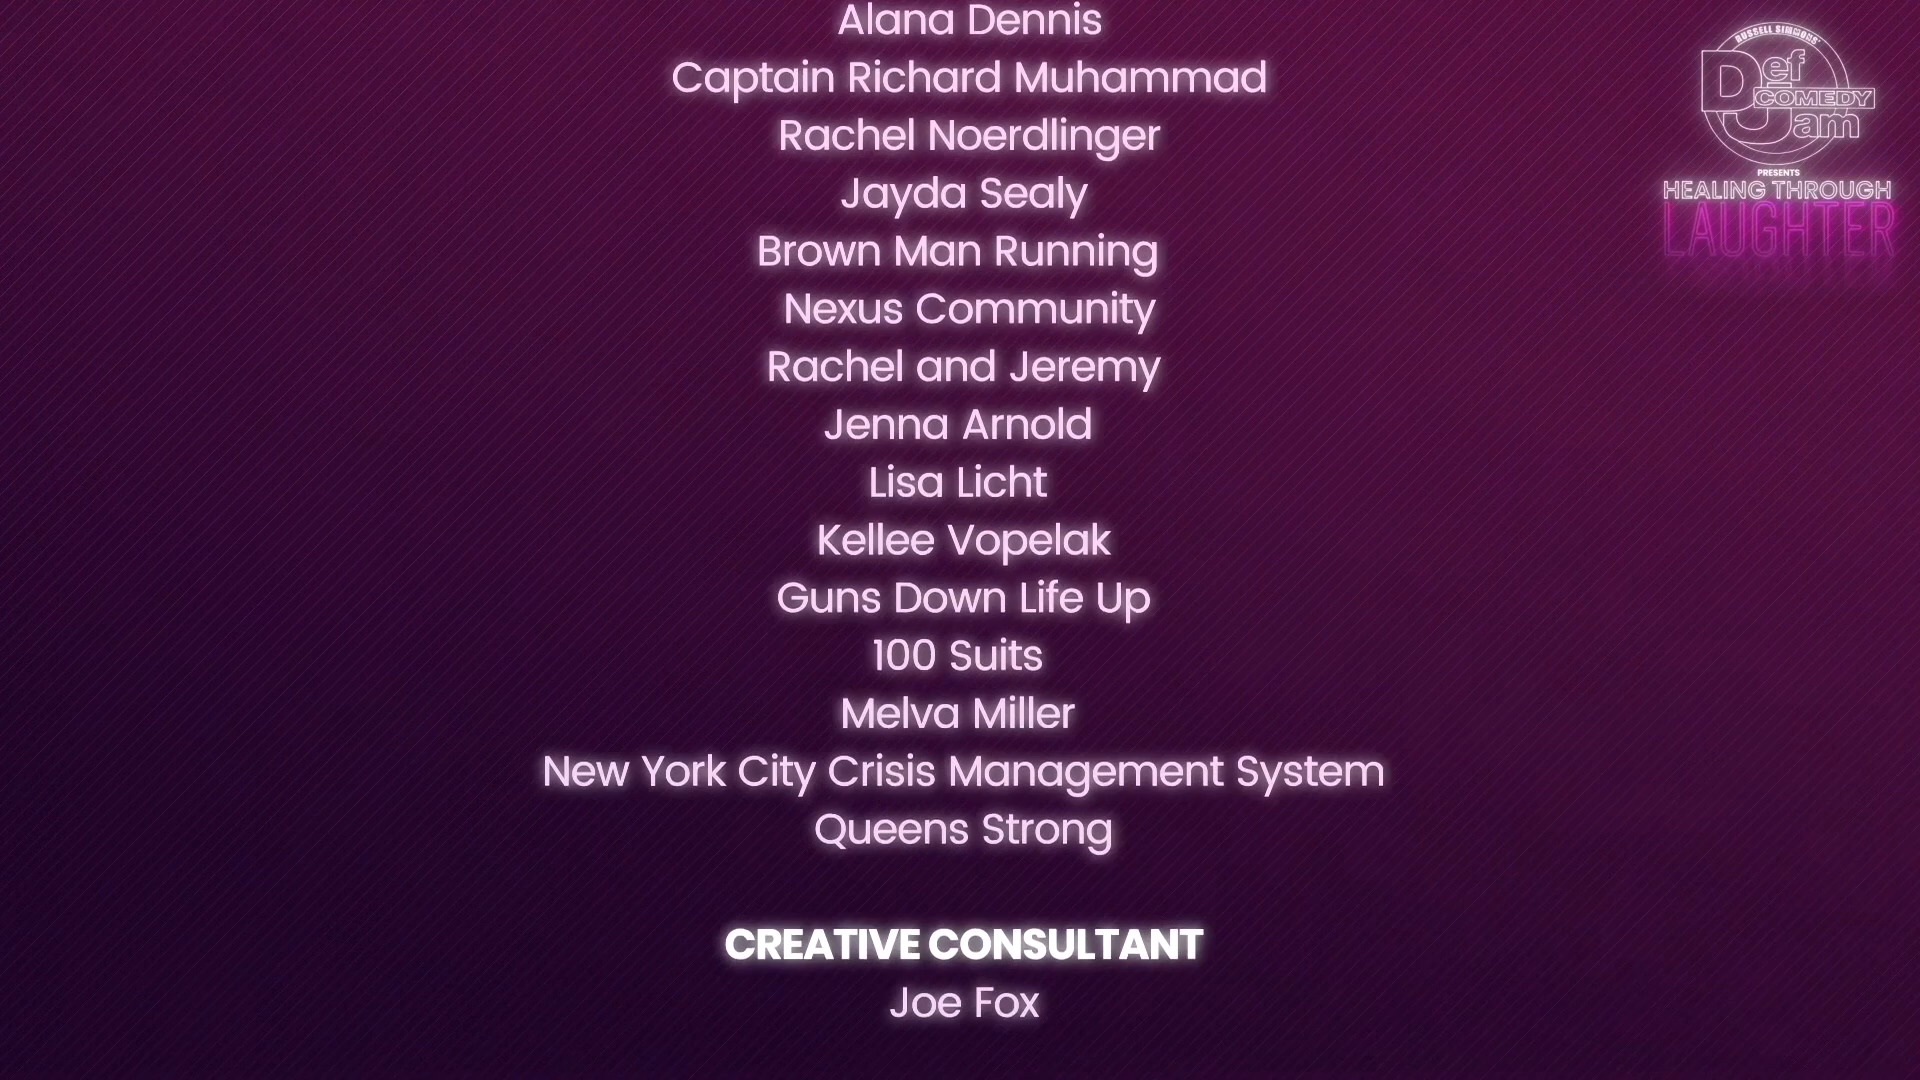 Alana Dennis
Captain Richard Muhammad
Rachel Noerdlinger
Jayda Sealy
Brown Man Running
Nexus Community
Rachel and Jeremy
Jenna Arnold
Lisa Licht
Kellee Vopelak
Guns Down Life Up
100 Suits
Melva Miller
New York City Crisis Management System
Queens Strong
CREATIVE CONSULTANT
Joe Fox
RUSSELL SIMMONS'
Def
COMEDY
Jam
PRESENTS
HEALING THROUGH
LAUGHTER